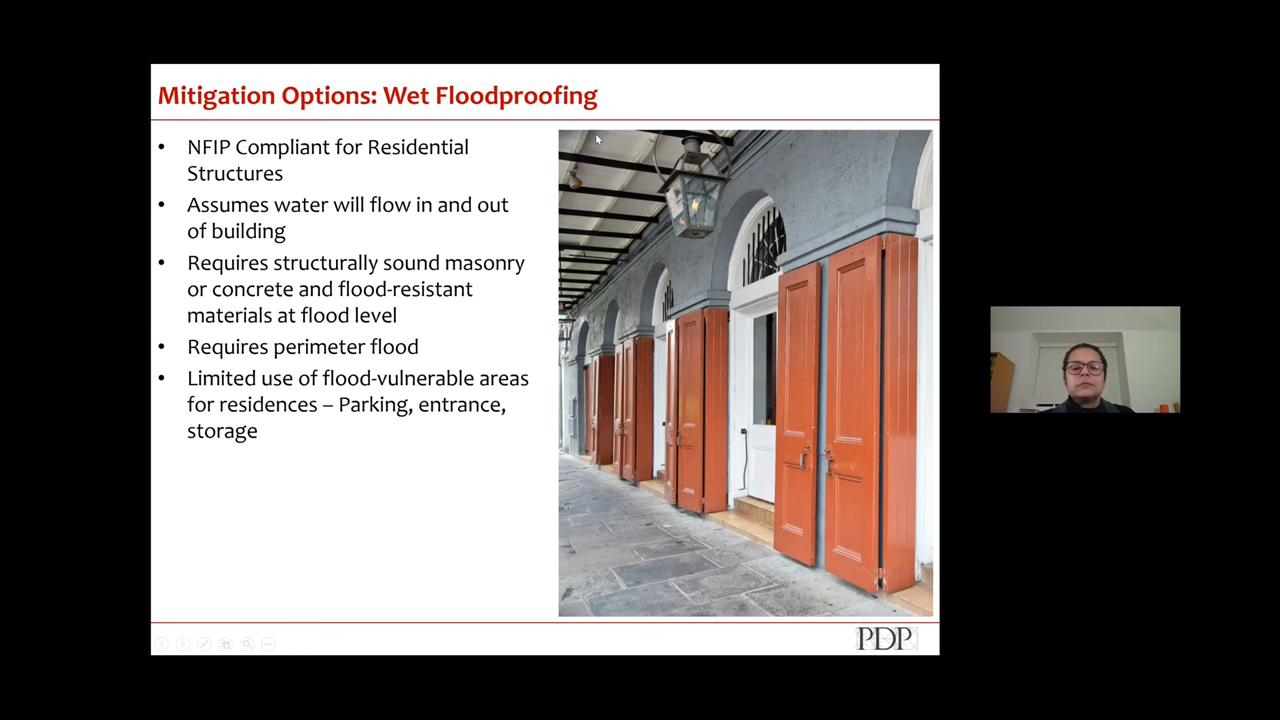 Mitigation Options: Wet Floodproofing
• NFIP Compliant for Residential
Structures
• Assumes water will flow in and out
of building
• Requires structurally sound masonry
or concrete and flood-resistant
materials at flood level
• Requires perimeter flood
• Limited use of flood-vulnerable areas
for residences – Parking, entrance,
storage
PDP